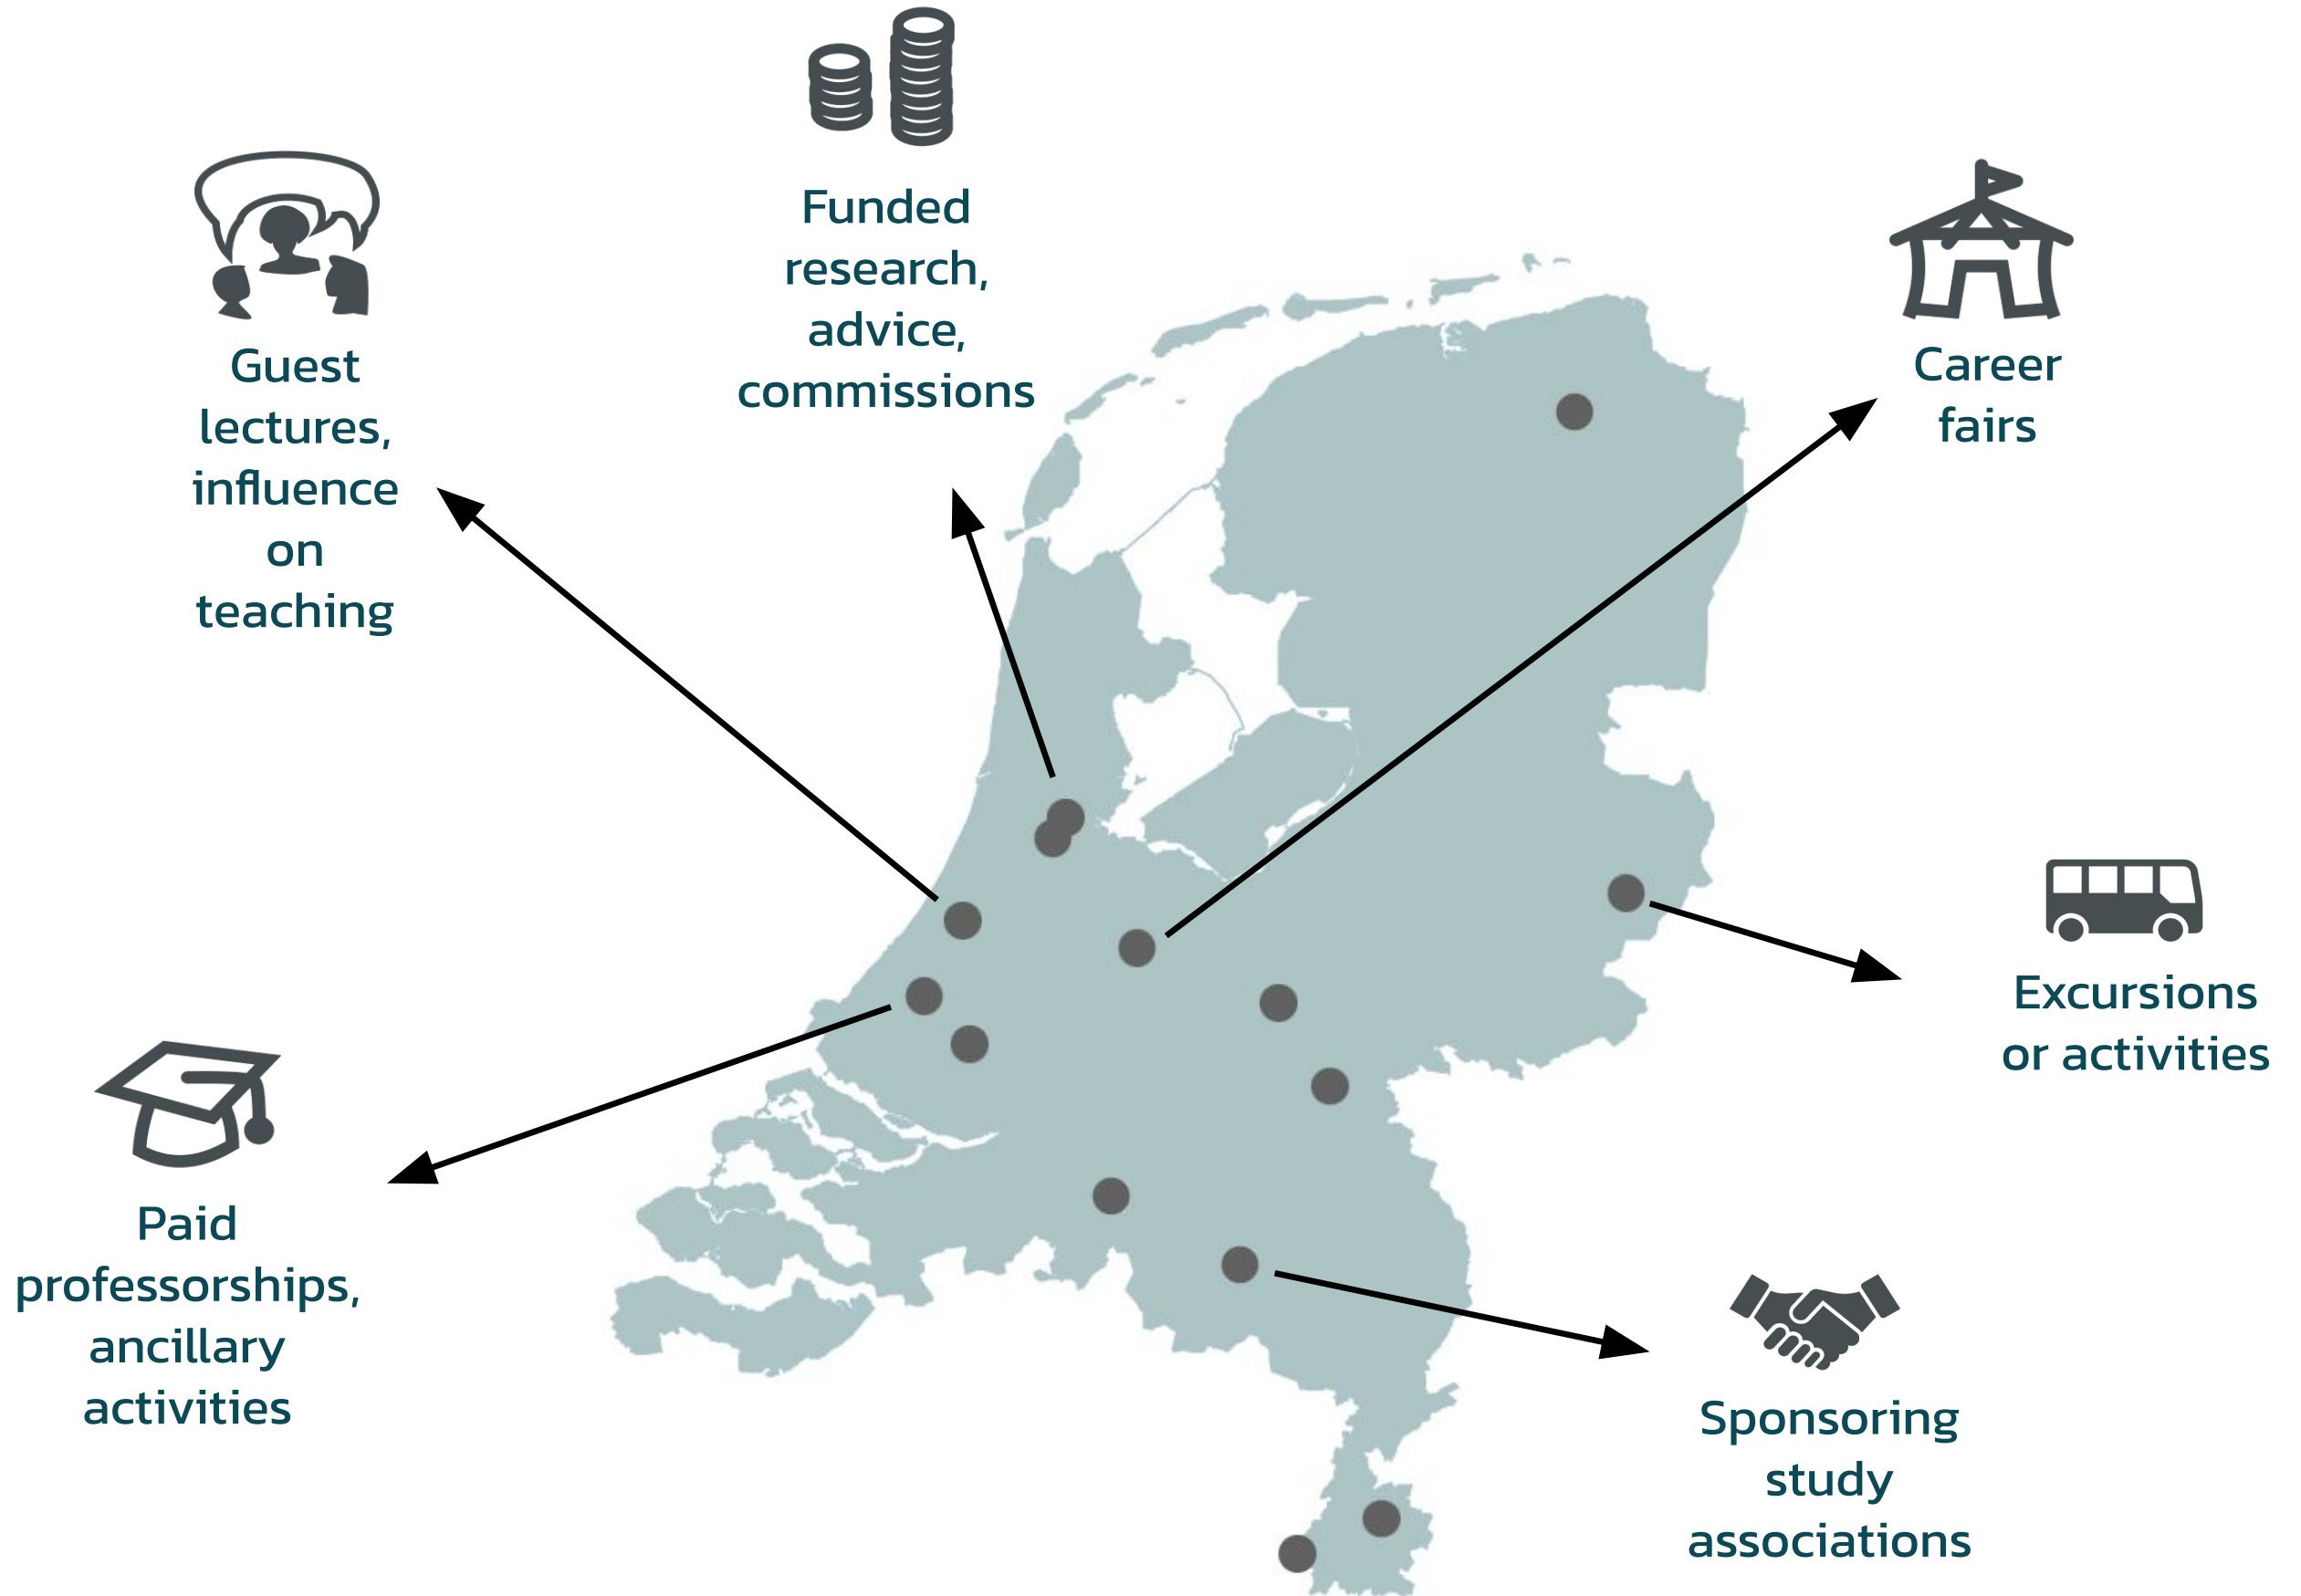 Funded
research,
advice,
commissions
Guest
lectures,
influence
on
teaching
Career
fairs
Excursions
or activities
Paid
professorships,
ancillary
activities
Sponsoring
study
associations